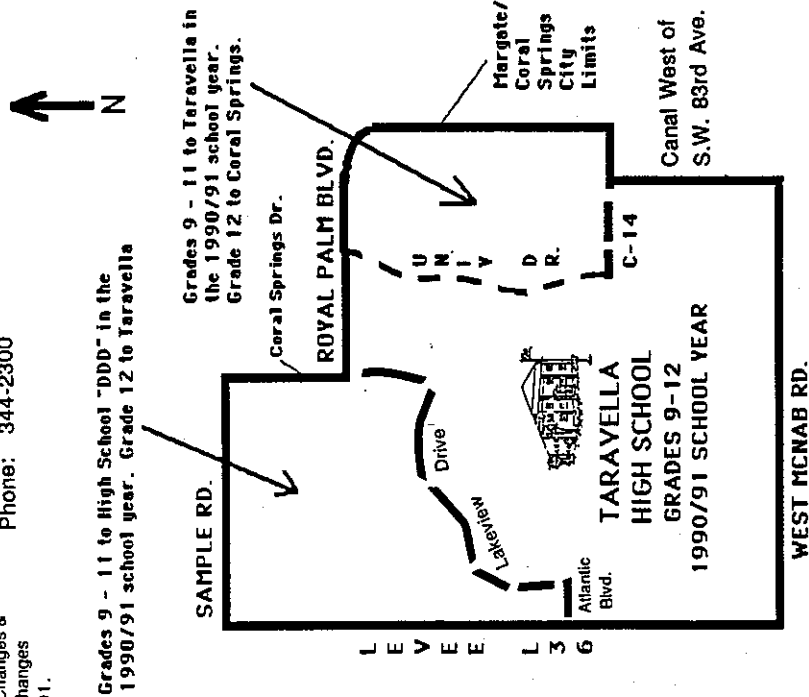 hanges a
hanges
1.
Phone: 344-2300
N
Grades 9 - 11 to High School "DDD" in the
1990/91 school year. Grade 12 to Taravella
Grades 9 - 11 to Taravella in
the 1990/91 school year.
Grade 12 to Coral Springs.
SAMPLE RD.
Coral Springs Dr.
ROYAL PALM BLVD.
Margate/
Coral
Springs
City
Limits
UNIV DR.
Lakeview Drive
LEVEE L36
Atlantic
Blvd.
C-14
Canal West of
S.W. 83rd Ave.
TARAVELLA
HIGH SCHOOL
GRADES 9-12
1990/91 SCHOOL YEAR
WEST MCNAB RD.